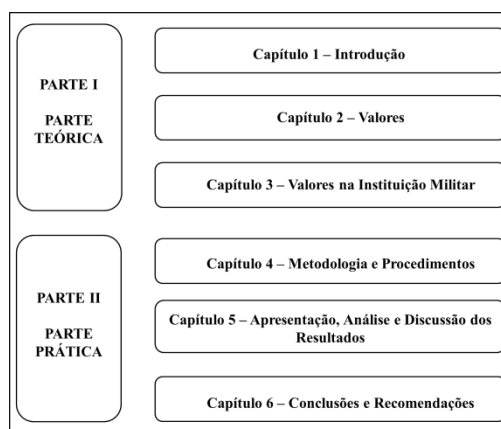 PARTE I
PARTE
TEÓRICA
Capítulo 1 – Introdução
Capítulo 2 – Valores
Capítulo 3 – Valores na Instituição Militar
PARTE II
PARTE
PRÁTICA
Capítulo 4 – Metodologia e Procedimentos
Capítulo 5 – Apresentação, Análise e Discussão dos
Resultados
Capítulo 6 – Conclusões e Recomendações